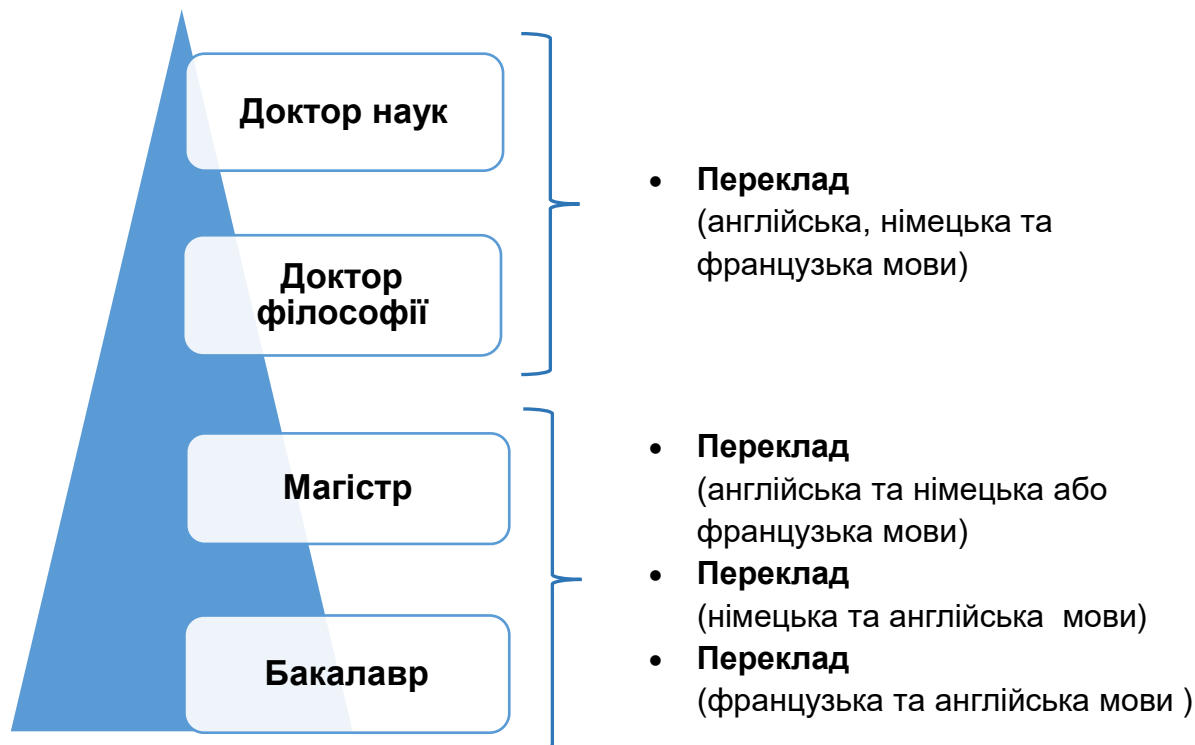 Доктор наук
• Переклад
(англійська, німецька та
французька мови)
Доктор
філософії
Магістр
• Переклад
(англійська та німецька або
французька мови)
• Переклад
(німецька та англійська  мови)
Бакалавр
• Переклад
(французька та англійська мови )